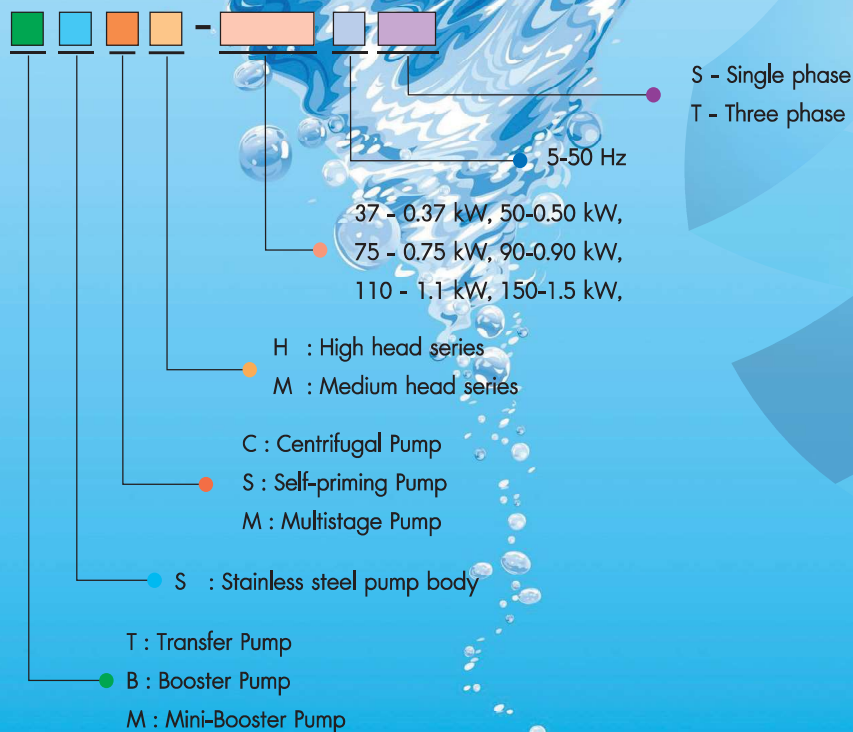 -
S - Single phase
T - Three phase
5-50 Hz
37 - 0.37 kW, 50-0.50 kW,
75 - 0.75 kW, 90-0.90 kW,
110 - 1.1 kW, 150-1.5 kW,
H : High head series
M : Medium head series
C : Centrifugal Pump
S : Self-priming Pump
M : Multistage Pump
S : Stainless steel pump body
T : Transfer Pump
B : Booster Pump
M : Mini-Booster Pump